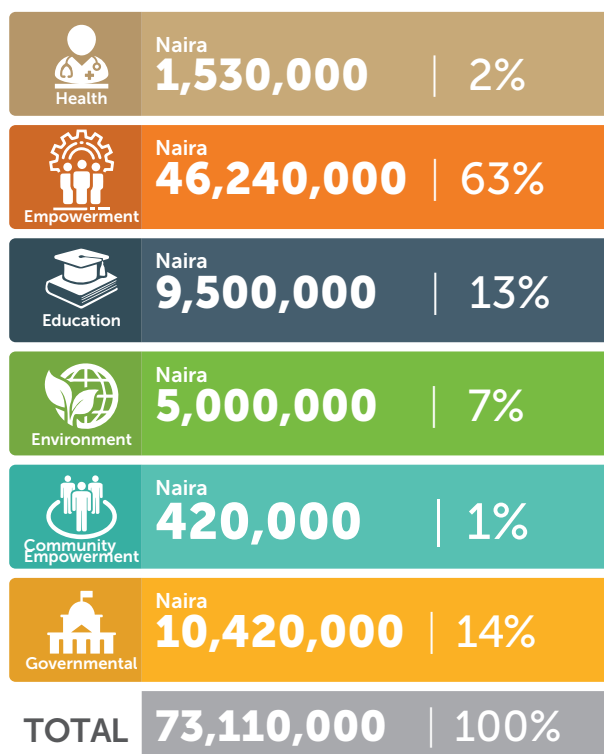 Naira
1,530,000 | 2%
Health
Naira
46,240,000 | 63%
Empowerment
Naira
9,500,000 | 13%
Education
Naira
5,000,000 | 7%
Environment
Naira
420,000 | 1%
Community
Empowerment
Naira
10,420,000 | 14%
Governmental
TOTAL 73,110,000 | 100%